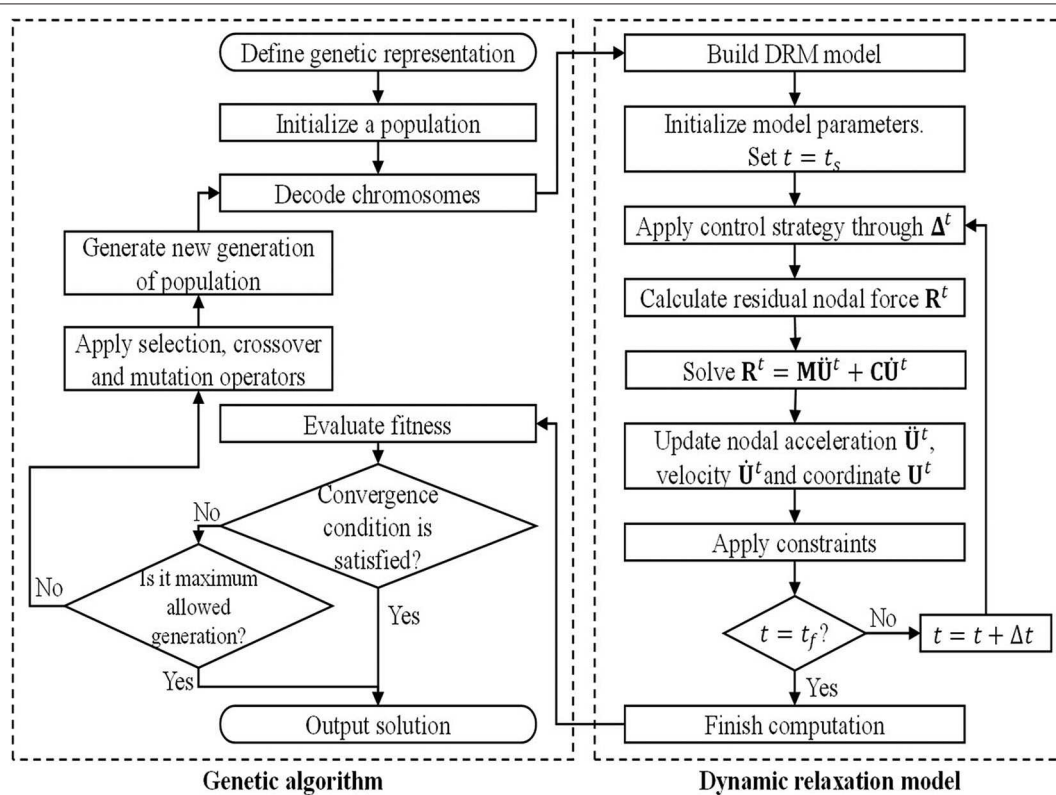 Define genetic representation
Initialize a population
Decode chromosomes
Generate new generation
of population
Apply selection, crossover
and mutation operators
Evaluate fitness
Convergence
condition is
satisfied?
No
Is it maximum
allowed
generation?
No
Yes
Yes
Output solution
Genetic algorithm
Build DRM model
Initialize model parameters.
Set t = t_s
Apply control strategy through Δ^t
Calculate residual nodal force R^t
Solve R^t = MÜ^t + CU̇^t
Update nodal acceleration Ü^t,
velocity U̇^t and coordinate U^t
Apply constraints
t = t_f?
No
t = t + Δt
Yes
Finish computation
Dynamic relaxation model